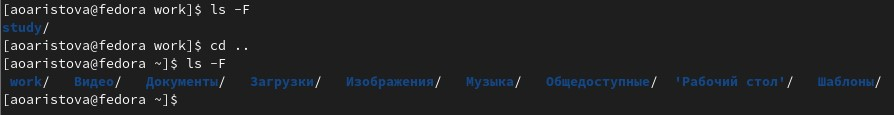 [aoaristova@fedora work]$ ls -F
study/
[aoaristova@fedora work]$ cd ..
[aoaristova@fedora ~]$ ls -F
work/ Видео/ Документы/ Загрузки/ Изображения/ Музыка/ Общедоступные/ 'Рабочий стол'/ Шаблоны/
[aoaristova@fedora ~]$